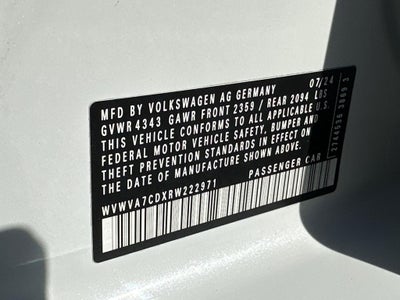 07/24
MFD BY VOLKSWAGEN AG GERMANY
GVWR 4343 GAWR FRONT 2359 / REAR 2094 LBS
THIS VEHICLE CONFORMS TO ALL APPLICABLE U.S.
FEDERAL MOTOR VEHICLE SAFETY, BUMPER AND
THEFT PREVENTION STANDARDS IN EFFECT ON
THE DATE OF MANUFACTURE SHOWN ABOVE.
WVWVA7CDXRW222971 PASSENGER CAR